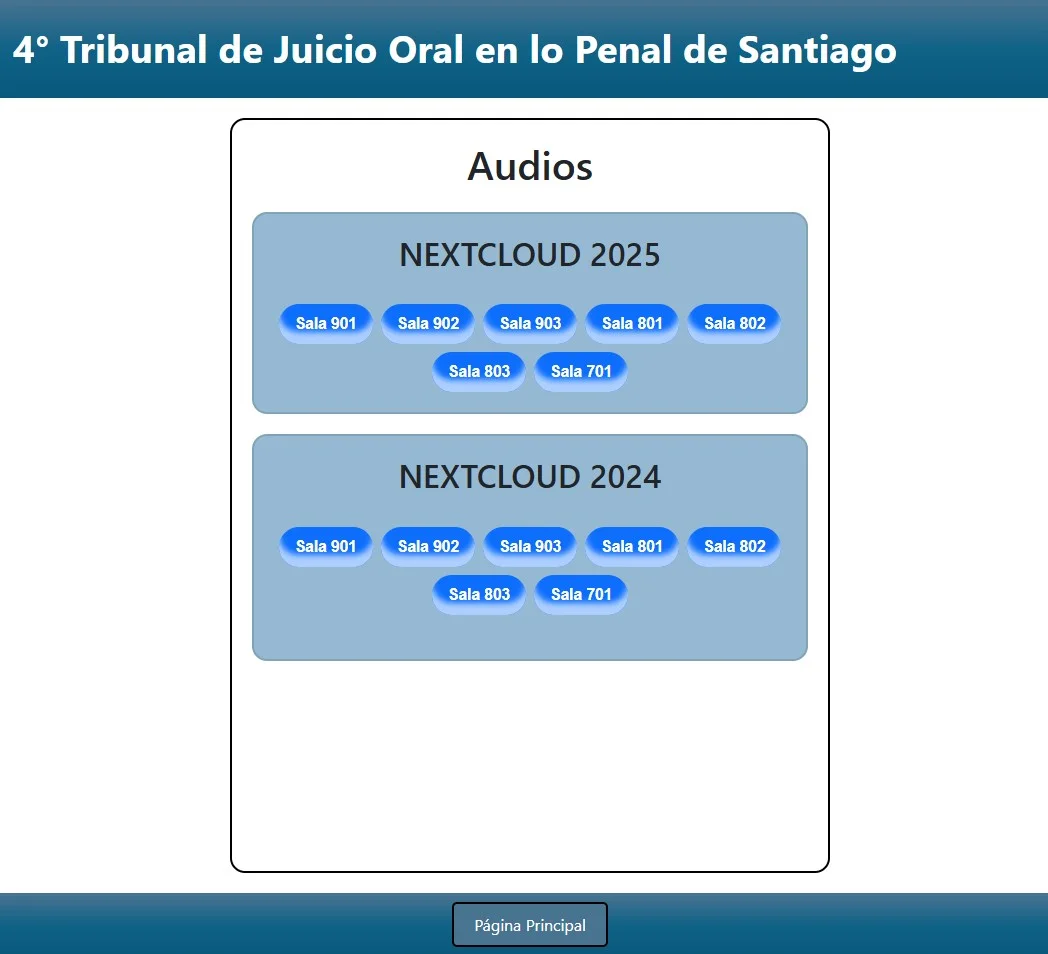 4° Tribunal de Juicio Oral en lo Penal de Santiago
Audios
NEXTCLOUD 2025
Sala 901 Sala 902 Sala 903 Sala 801 Sala 802
Sala 803 Sala 701
NEXTCLOUD 2024
Sala 901 Sala 902 Sala 903 Sala 801 Sala 802
Sala 803 Sala 701
Página Principal